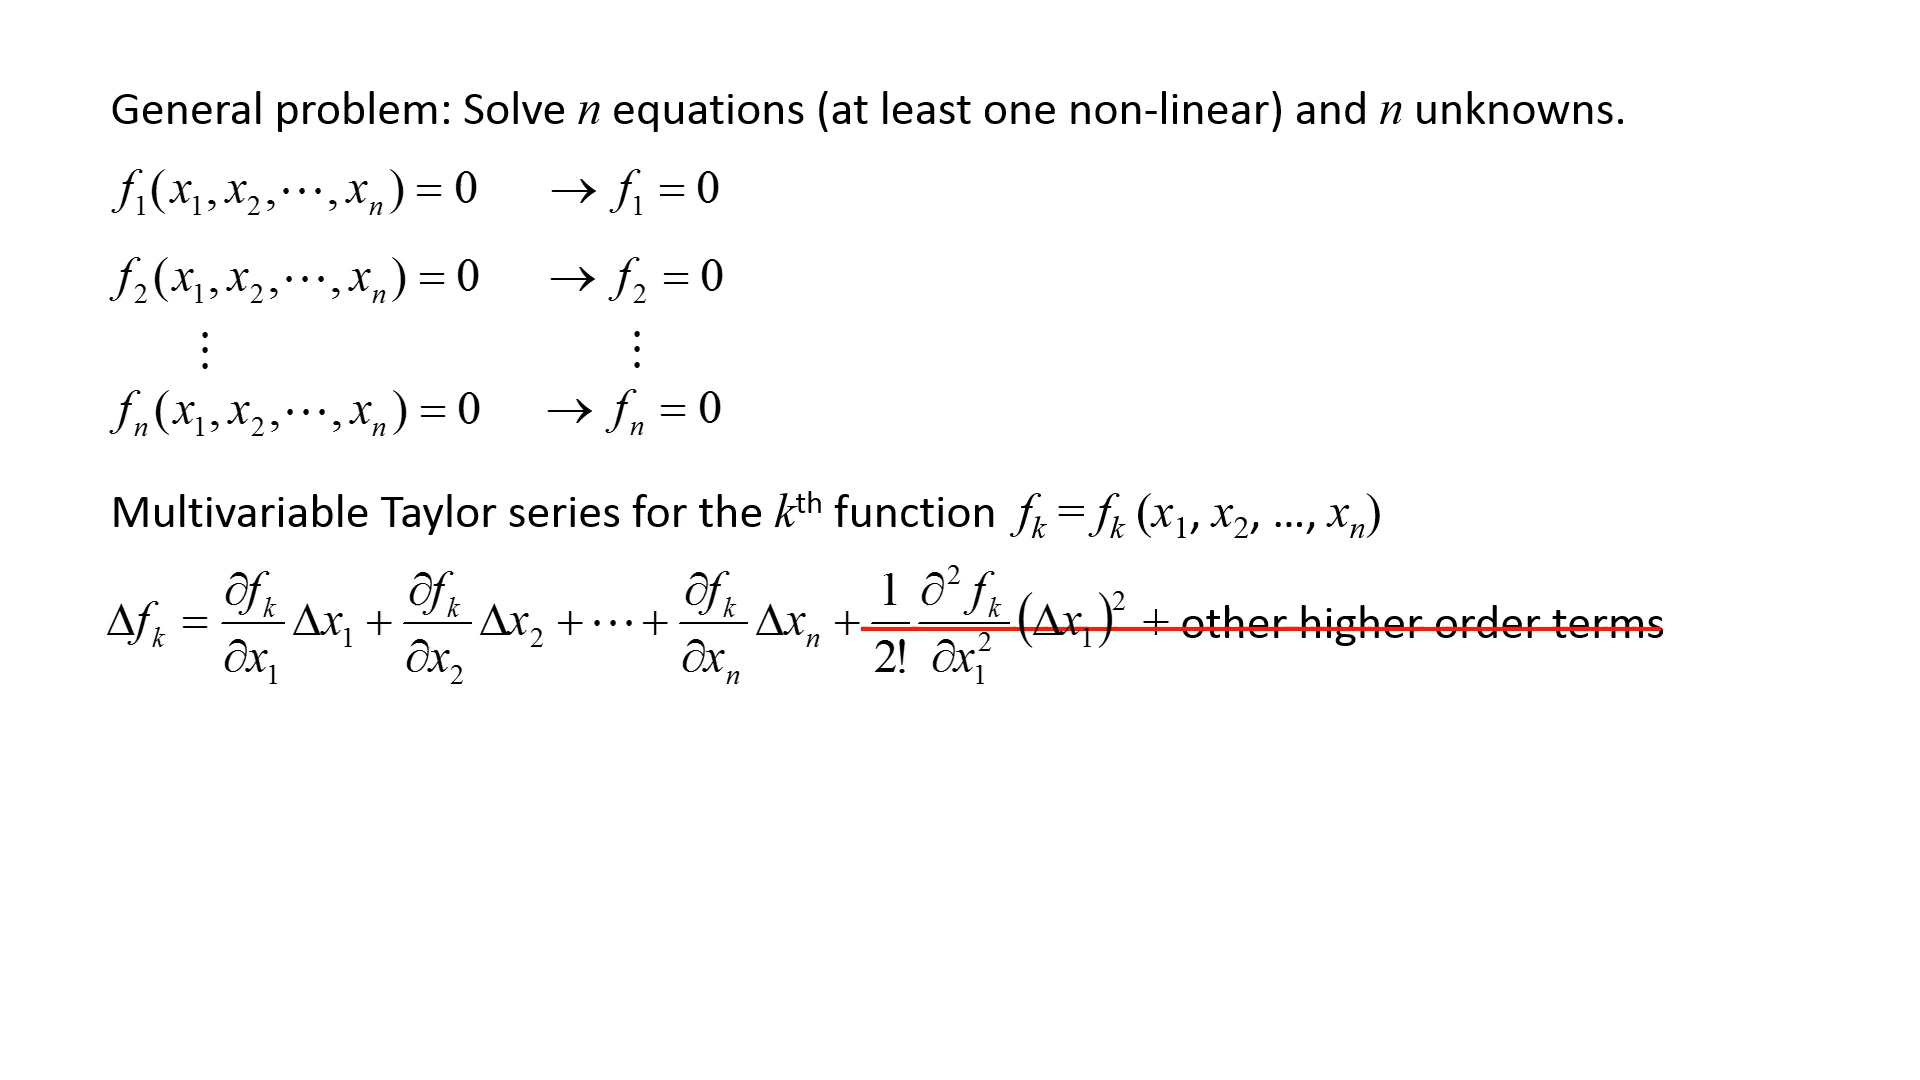 General problem: Solve n equations (at least one non-linear) and n unknowns.
f₁(x₁, x₂, ⋯, xₙ) = 0 → f₁ = 0
f₂(x₁, x₂, ⋯, xₙ) = 0 → f₂ = 0
⋮ ⋮
fₙ(x₁, x₂, ⋯, xₙ) = 0 → fₙ = 0
Multivariable Taylor series for the kᵗʰ function fₖ = fₖ (x₁, x₂, ..., xₙ)
Δfₖ = ∂fₖ/∂x₁ Δx₁ + ∂fₖ/∂x₂ Δx₂ + ⋯ + ∂fₖ/∂xₙ Δxₙ + 1/2! ∂²fₖ/∂x₁² (Δx₁)² + other higher order terms